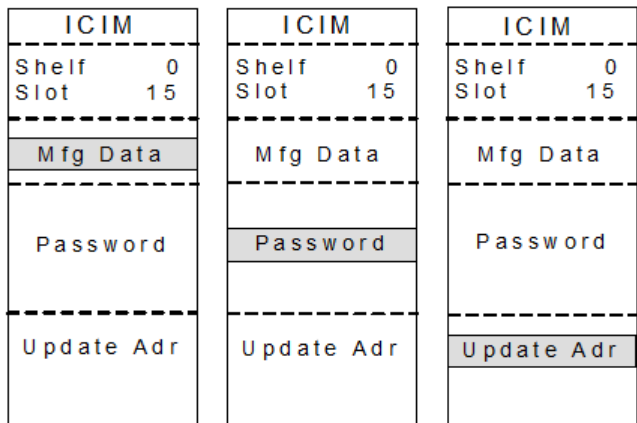 ICIM
Shelf 0
Slot 15
Mfg Data
Password
Update Adr
ICIM
Shelf 0
Slot 15
Mfg Data
Password
Update Adr
ICIM
Shelf 0
Slot 15
Mfg Data
Password
Update Adr